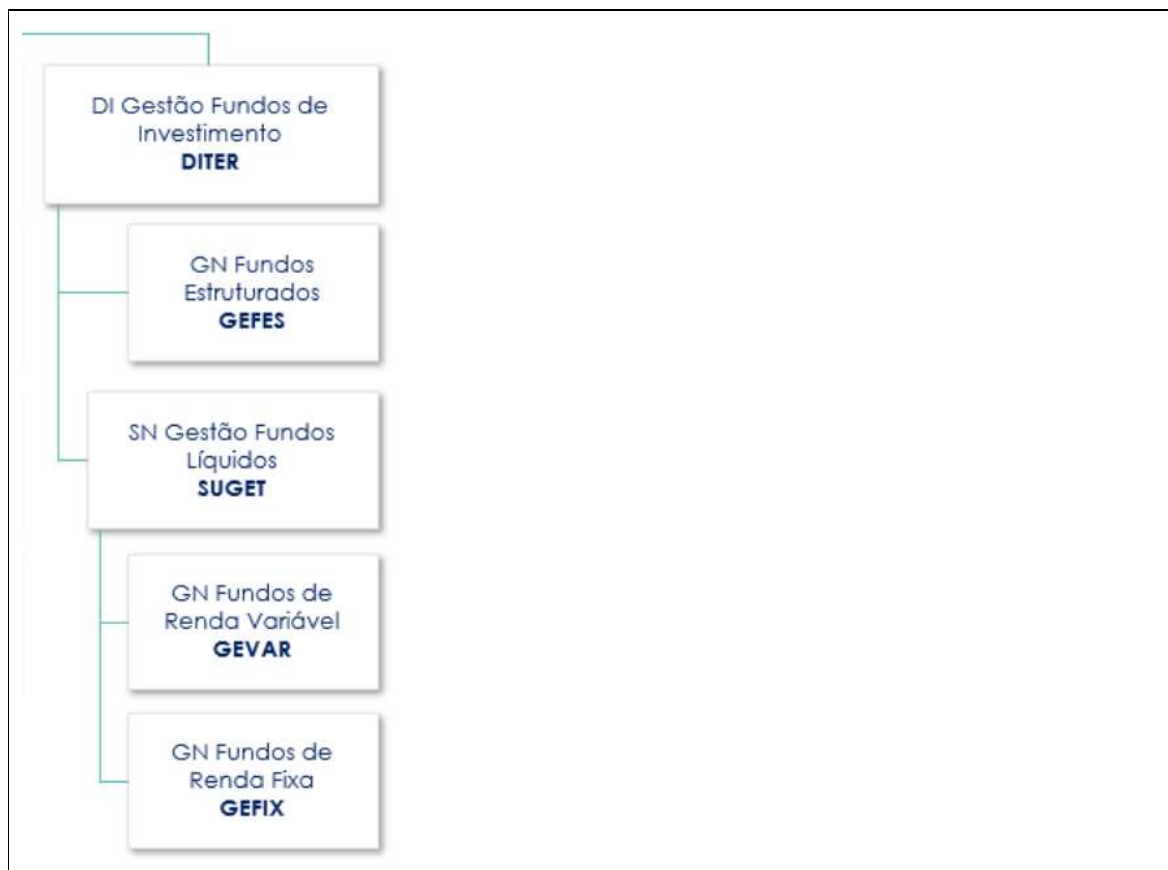 DI Gestão Fundos de
Investimento
DITER
GN Fundos
Estruturados
GEFES
SN Gestão Fundos
Líquidos
SUGET
GN Fundos de
Renda Variável
GEVAR
GN Fundos de
Renda Fixa
GEFIX